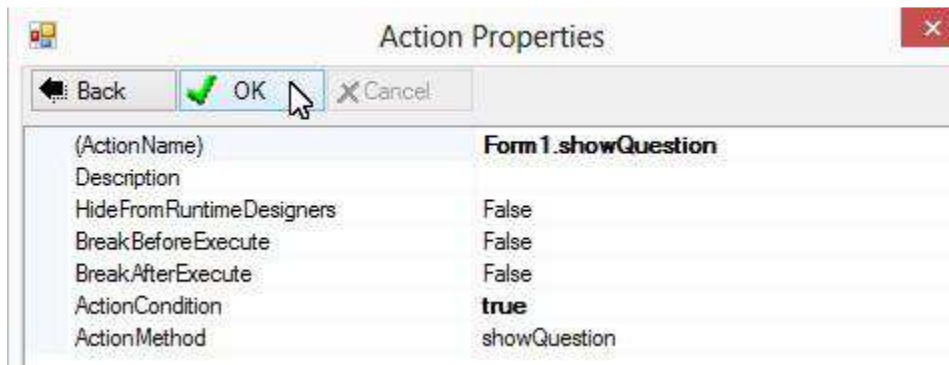 Action Properties
Back OK Cancel
(ActionName) Form1.showQuestion
Description
HideFromRuntimeDesigners False
BreakBeforeExecute False
BreakAfterExecute False
ActionCondition true
ActionMethod showQuestion